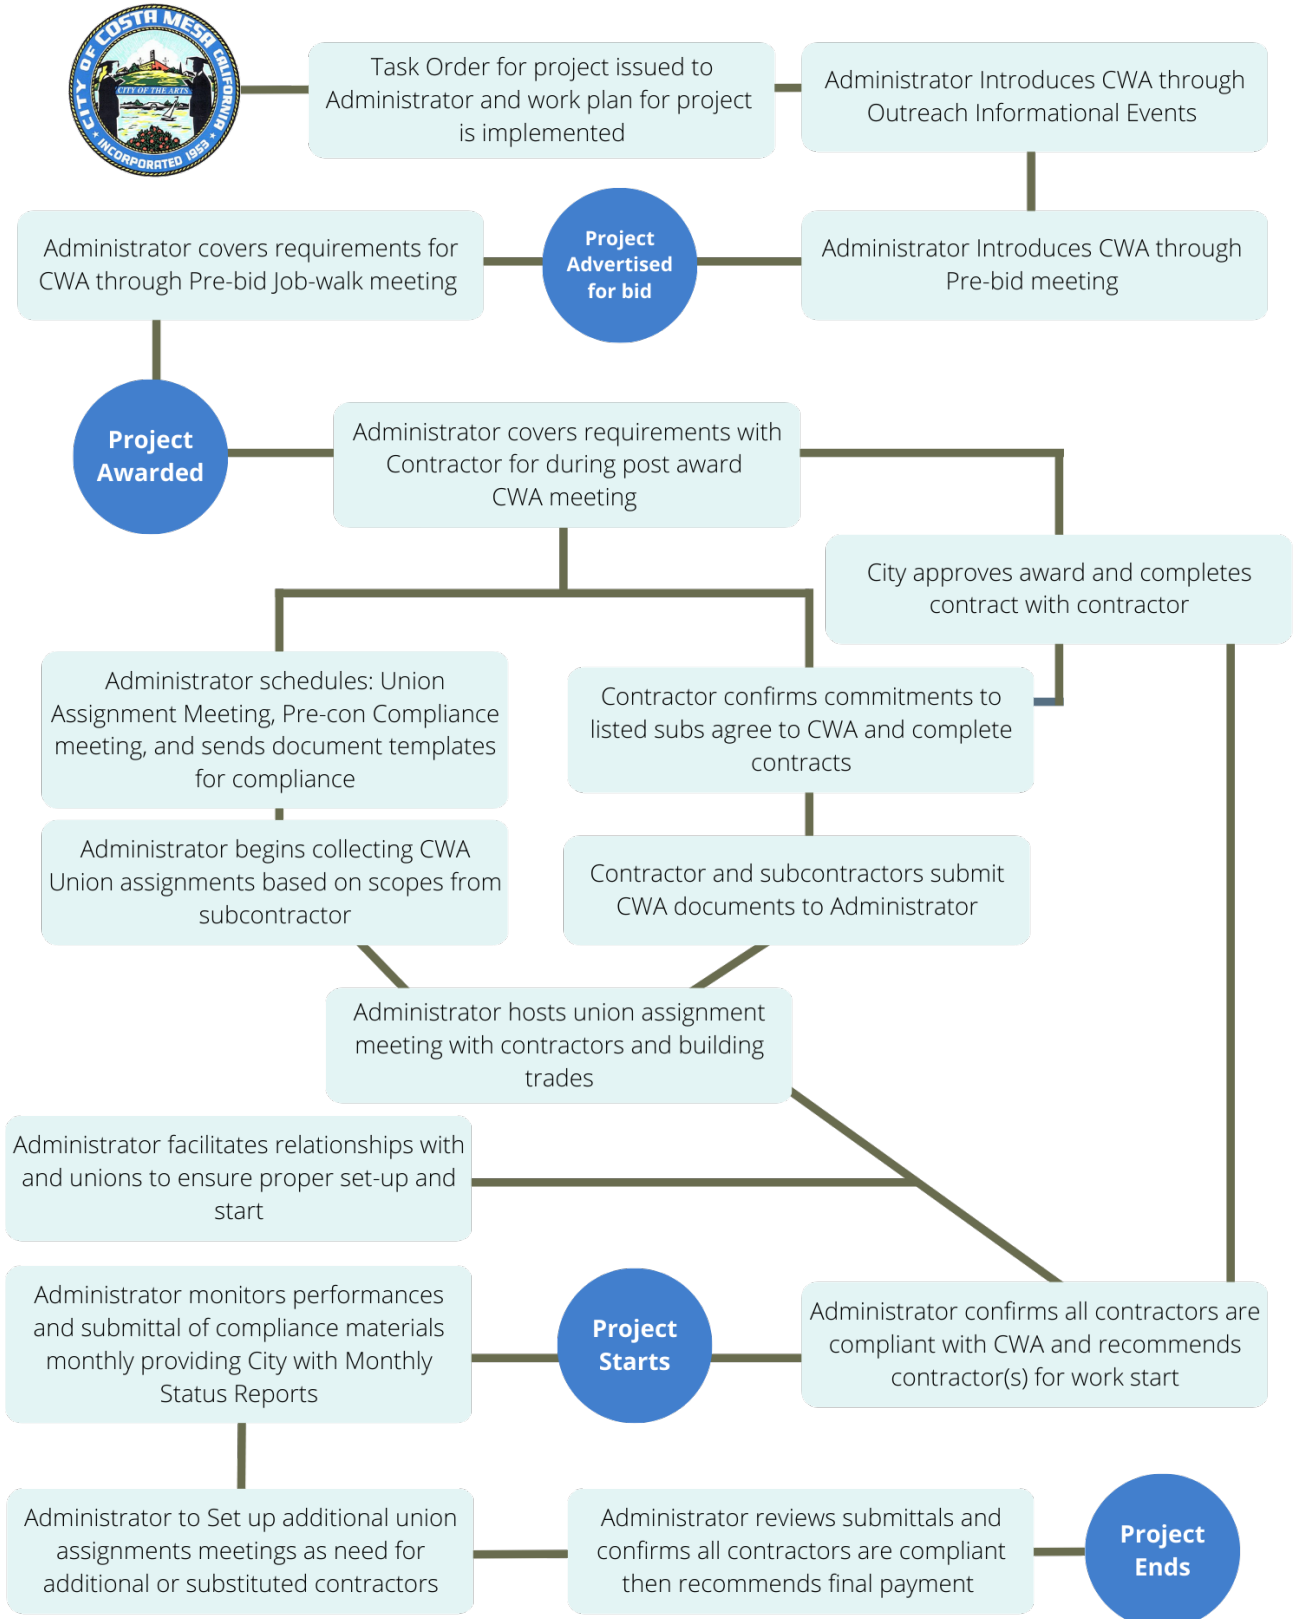 CITY OF COSTA MESA CALIFORNIA
CITY OF THE ARTS
★ INCORPORATED 1953 ★
Task Order for project issued to
Administrator and work plan for project
is implemented
Administrator Introduces CWA through
Outreach Informational Events
Administrator covers requirements for
CWA through Pre-bid Job-walk meeting
Project
Advertised
for bid
Administrator Introduces CWA through
Pre-bid meeting
Project
Awarded
Administrator covers requirements with
Contractor for during post award
CWA meeting
City approves award and completes
contract with contractor
Administrator schedules: Union
Assignment Meeting, Pre-con Compliance
meeting, and sends document templates
for compliance
Contractor confirms commitments to
listed subs agree to CWA and complete
contracts
Administrator begins collecting CWA
Union assignments based on scopes from
subcontractor
Contractor and subcontractors submit
CWA documents to Administrator
Administrator hosts union assignment
meeting with contractors and building
trades
Administrator facilitates relationships with
and unions to ensure proper set-up and
start
Administrator monitors performances
and submittal of compliance materials
monthly providing City with Monthly
Status Reports
Project
Starts
Administrator confirms all contractors are
compliant with CWA and recommends
contractor(s) for work start
Administrator to Set up additional union
assignments meetings as need for
additional or substituted contractors
Administrator reviews submittals and
confirms all contractors are compliant
then recommends final payment
Project
Ends